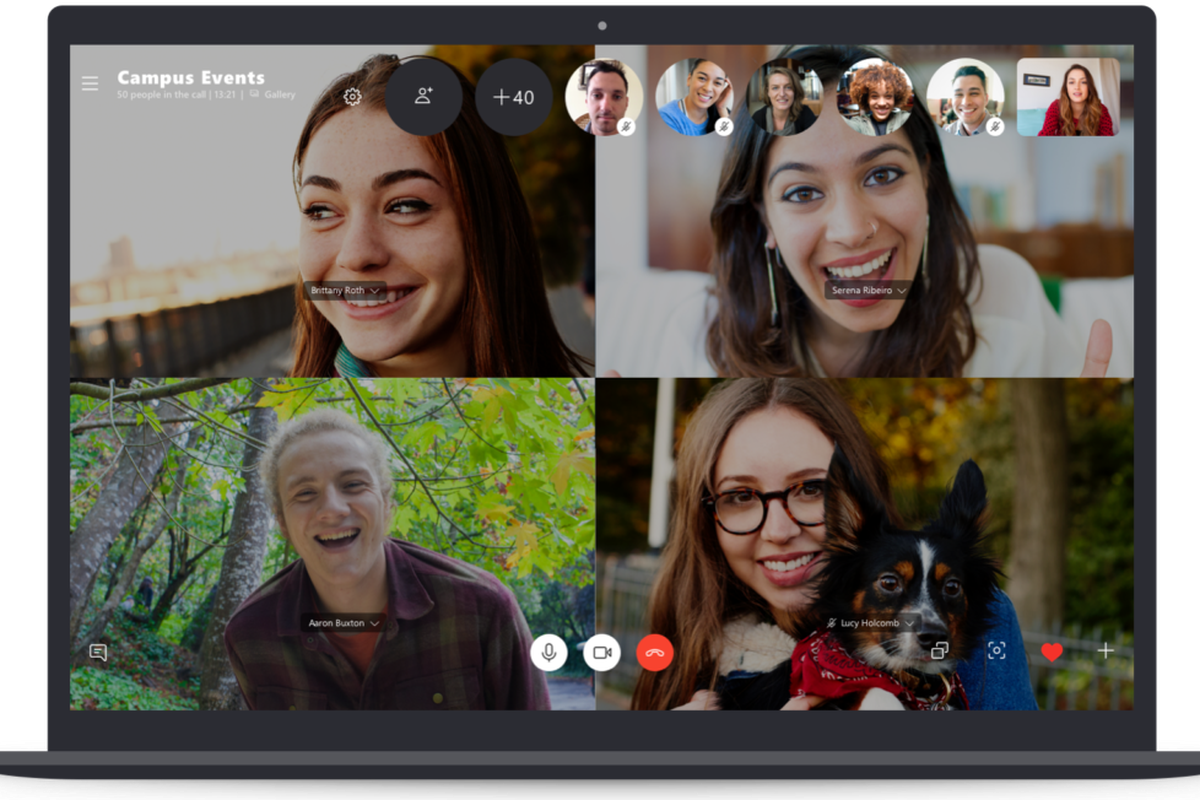 Campus Events
50 people in the call | 13:21 | Gallery
+40
Brittany Roth
Serena Ribeiro
Aaron Buxton
Lucy Holcomb